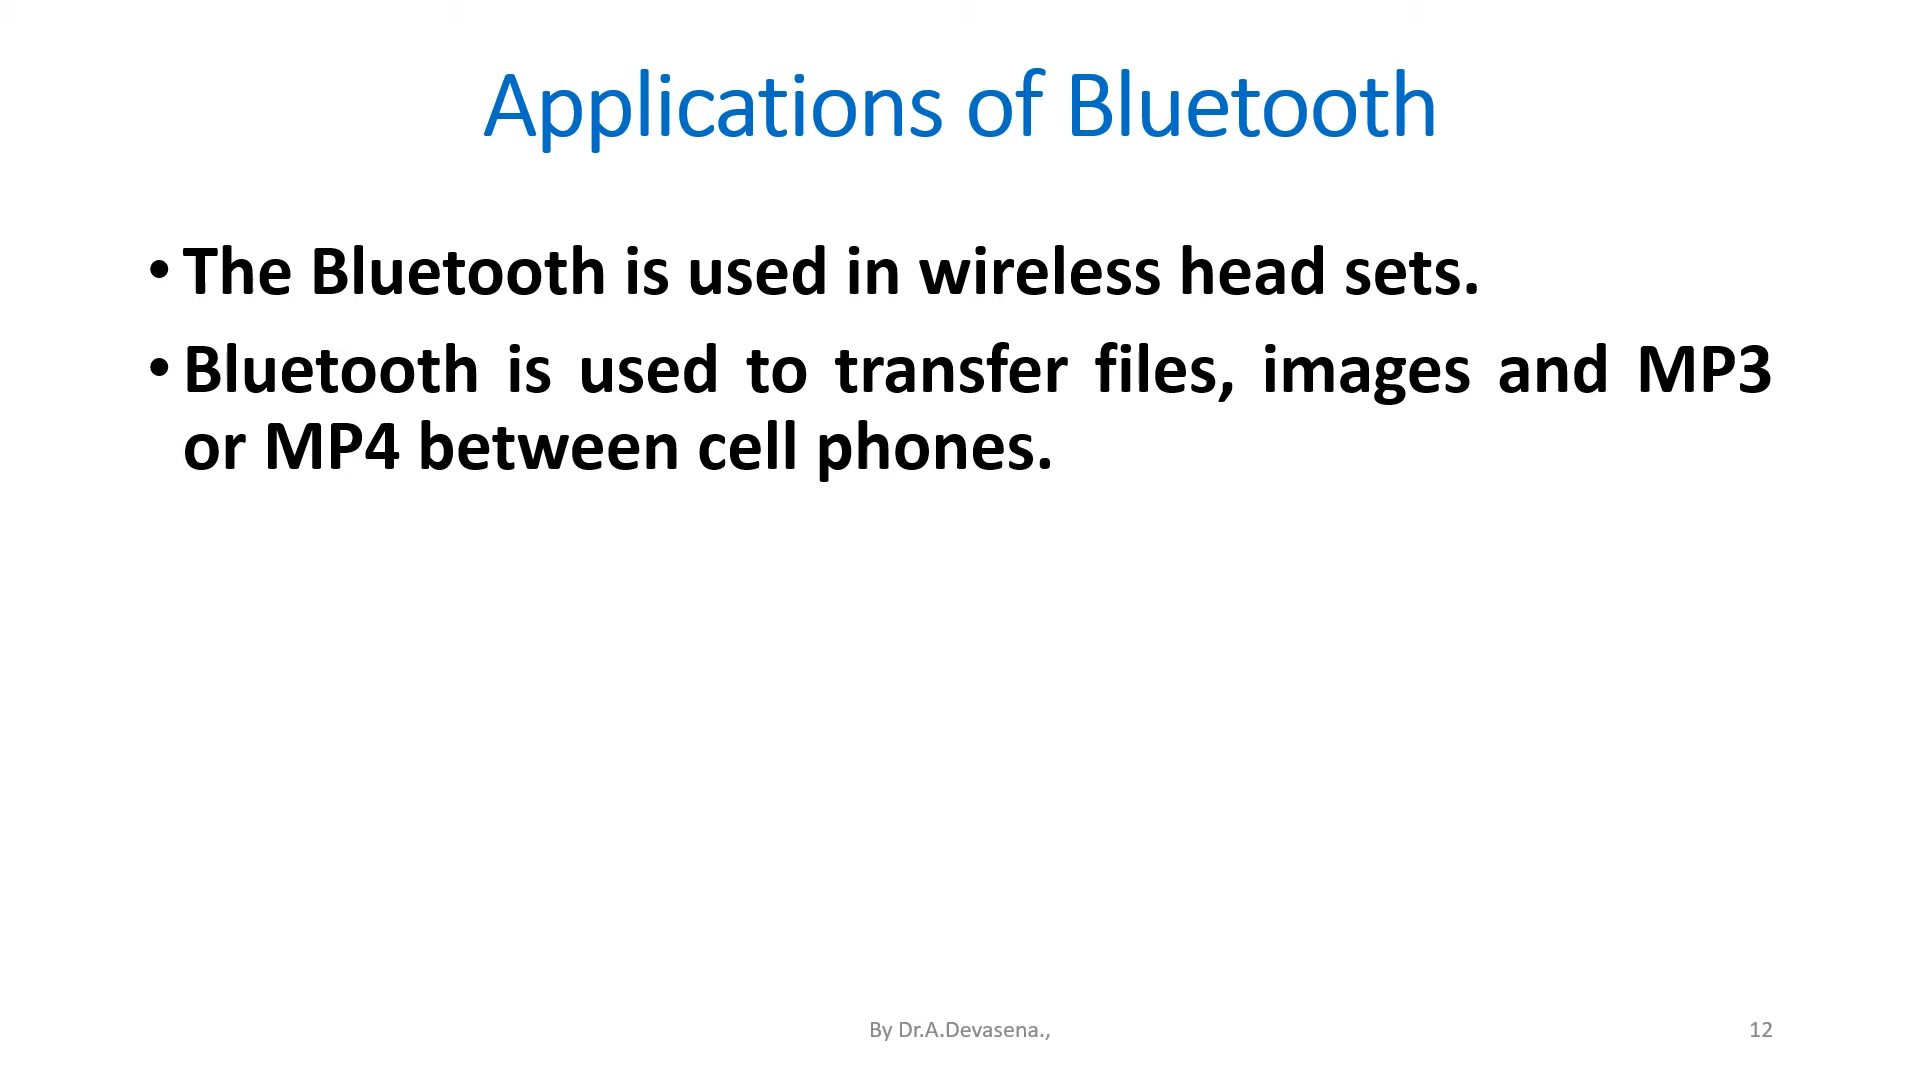 Applications of Bluetooth
• The Bluetooth is used in wireless head sets.
• Bluetooth is used to transfer files, images and MP3
or MP4 between cell phones.
By Dr.A.Devasena.,
12